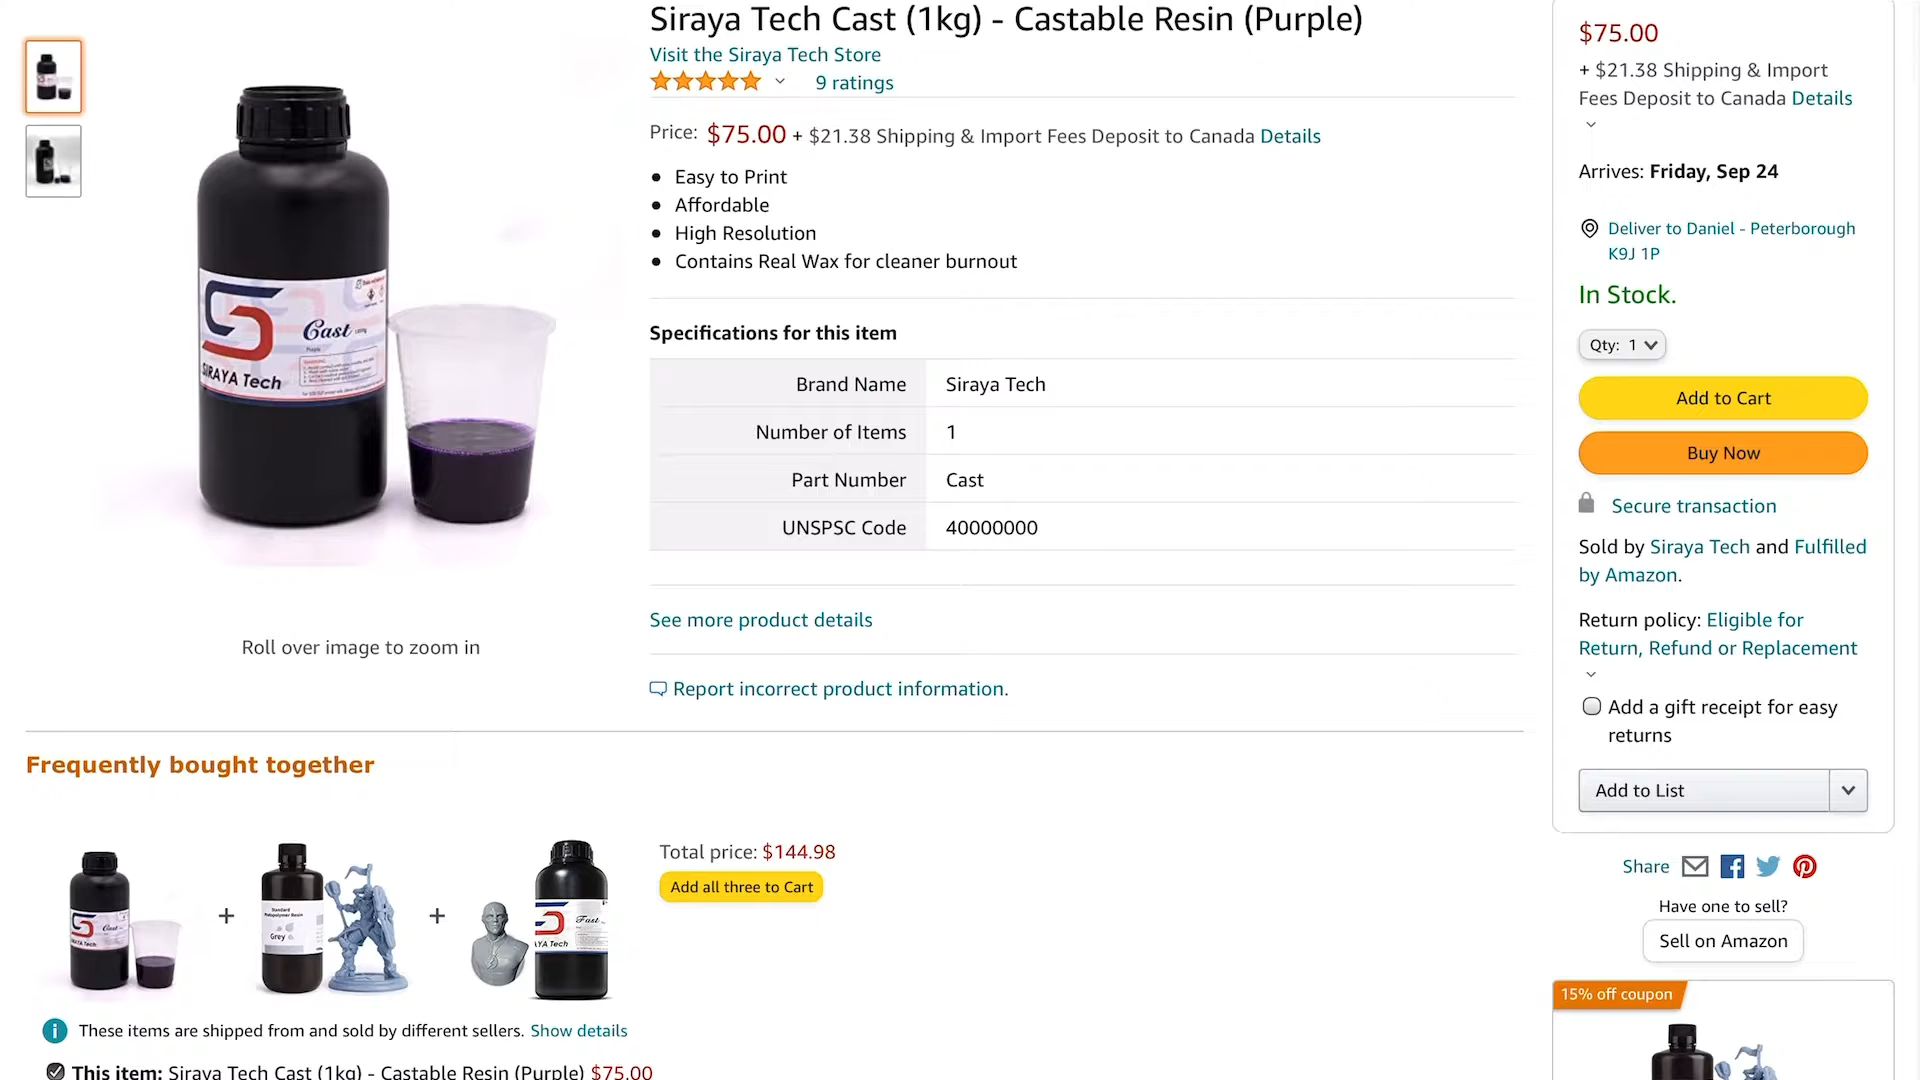 Siraya Tech Cast (1kg) - Castable Resin (Purple)
Visit the Siraya Tech Store
9 ratings
Price: $75.00 + $21.38 Shipping & Import Fees Deposit to Canada Details
Easy to Print
Affordable
High Resolution
Contains Real Wax for cleaner burnout
Specifications for this item
Brand Name Siraya Tech
Number of Items 1
Part Number Cast
UNSPSC Code 40000000
See more product details
Report incorrect product information.
Cast
SIRAYA Tech
Roll over image to zoom in
$75.00
+ $21.38 Shipping & Import
Fees Deposit to Canada Details
Arrives: Friday, Sep 24
Deliver to Daniel - Peterborough
K9J 1P
In Stock.
Qty: 1
Add to Cart
Buy Now
Secure transaction
Sold by Siraya Tech and Fulfilled
by Amazon.
Return policy: Eligible for
Return, Refund or Replacement
Add a gift receipt for easy
returns
Add to List
Share
Have one to sell?
Sell on Amazon
15% off coupon
Frequently bought together
+
+
Standard
Photopolymer Resin
Grey
Fast
Total price: $144.98
Add all three to Cart
These items are shipped from and sold by different sellers. Show details
This item: Siraya Tech Cast (1kg) - Castable Resin (Purple) $75.00